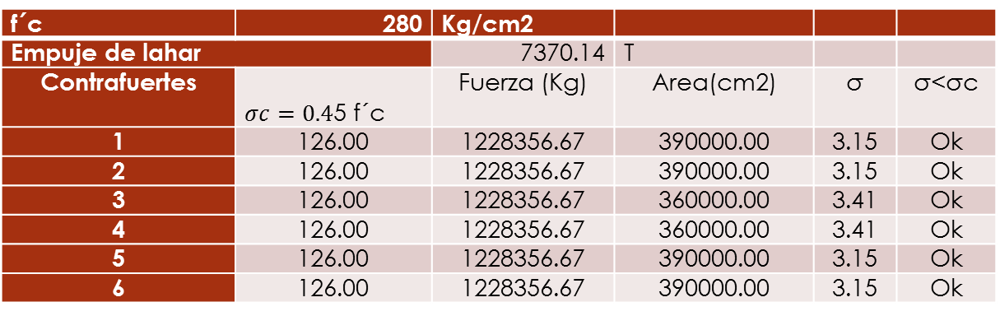 f´c 280 Kg/cm2
Empuje de lahar 7370.14 T
Contrafuertes 𝜎𝑐 = 0.45 f´c Fuerza (Kg) Area(cm2) σ σ<σc
1 126.00 1228356.67 390000.00 3.15 Ok
2 126.00 1228356.67 390000.00 3.15 Ok
3 126.00 1228356.67 360000.00 3.41 Ok
4 126.00 1228356.67 360000.00 3.41 Ok
5 126.00 1228356.67 390000.00 3.15 Ok
6 126.00 1228356.67 390000.00 3.15 Ok